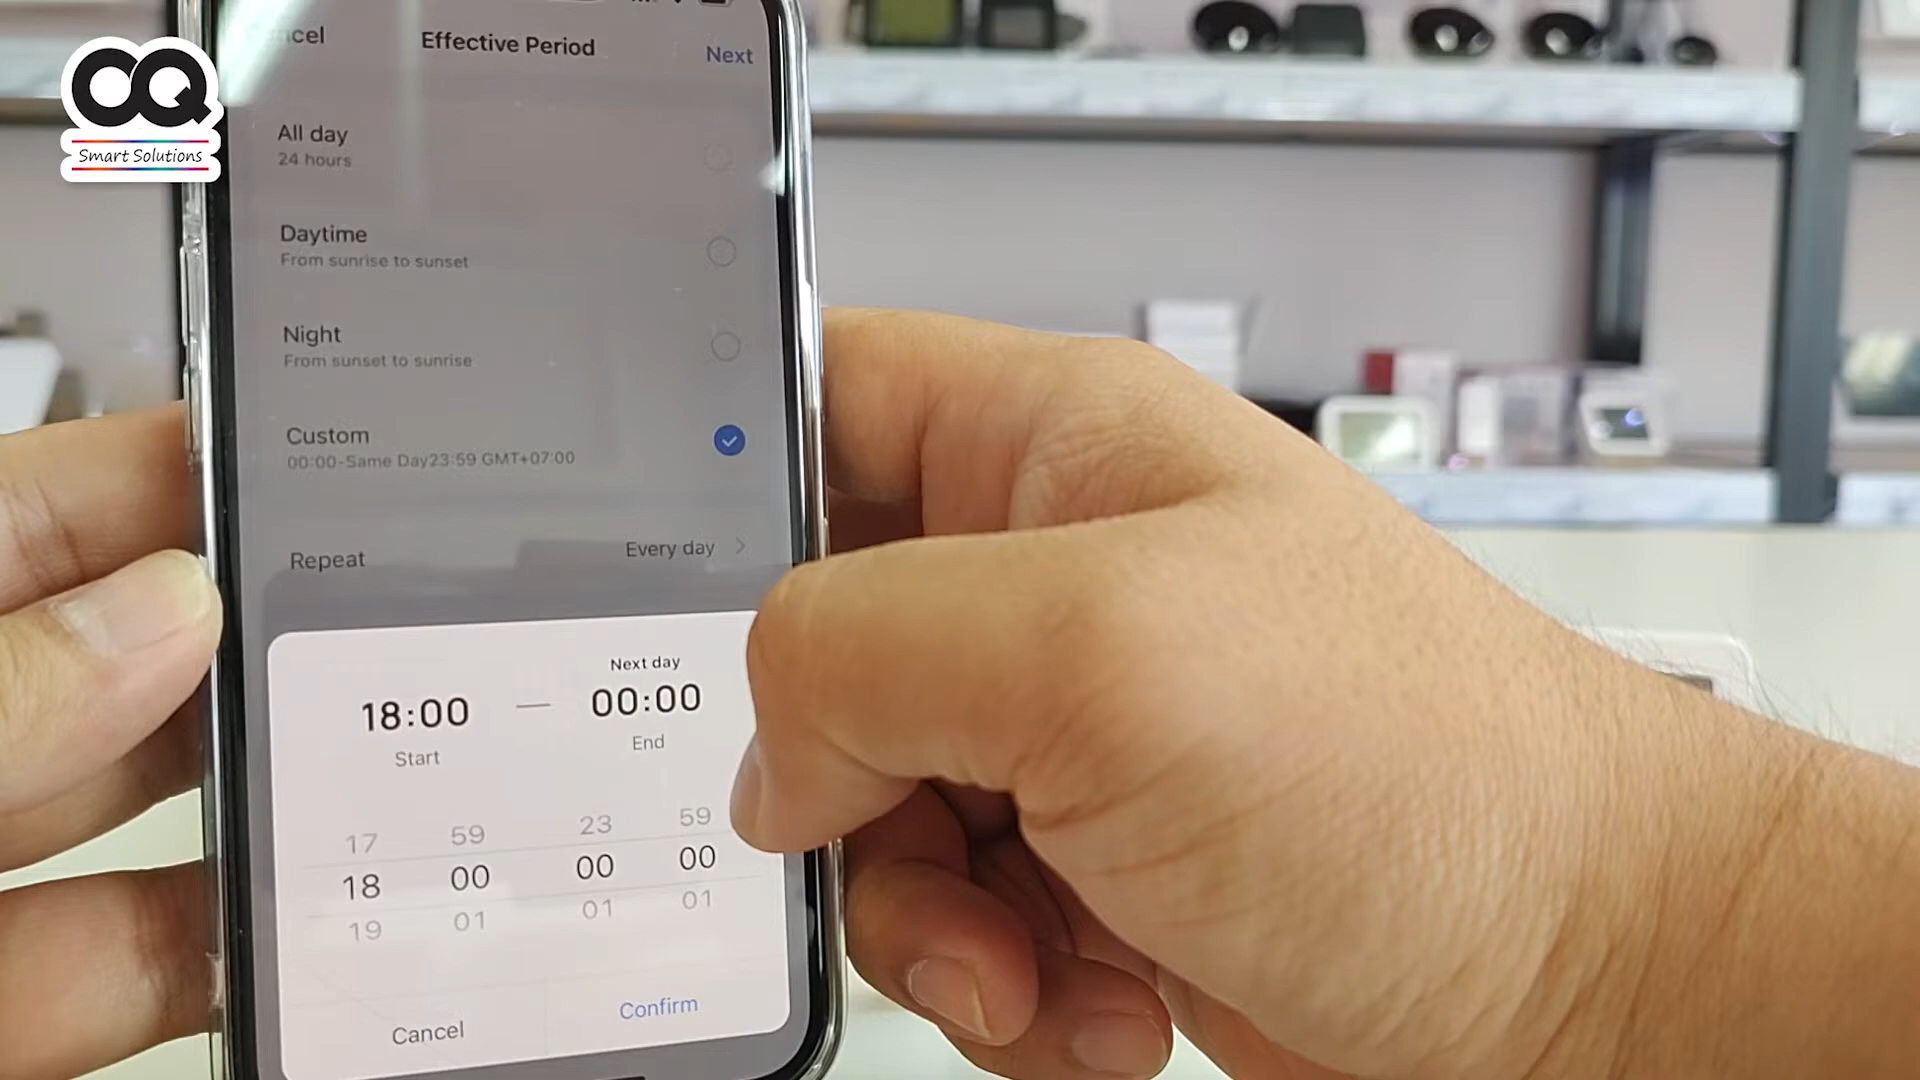 OQ
Smart Solutions
Effective Period
Next
All day
24 hours
Daytime
From sunrise to sunset
Night
From sunset to sunrise
Custom
00:00-Same Day23:59 GMT+07:00
Repeat
Every day
Next day
18:00 — 00:00
Start
End
17 59 23 59
18 00 00 00
19 01 01 01
Cancel
Confirm